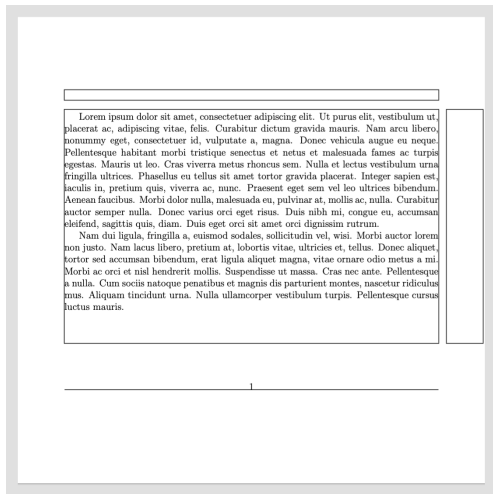 Lorem ipsum dolor sit amet, consectetuer adipiscing elit. Ut purus elit, vestibulum ut,
placerat ac, adipiscing vitae, felis. Curabitur dictum gravida mauris. Nam arcu libero,
nonummy eget, consectetuer id, vulputate a, magna. Donec vehicula augue eu neque.
Pellentesque habitant morbi tristique senectus et netus et malesuada fames ac turpis
egestas. Mauris ut leo. Cras viverra metus rhoncus sem. Nulla et lectus vestibulum urna
fringilla ultrices. Phasellus eu tellus sit amet tortor gravida placerat. Integer sapien est,
iaculis in, pretium quis, viverra ac, nunc. Praesent eget sem vel leo ultrices bibendum.
Aenean faucibus. Morbi dolor nulla, malesuada eu, pulvinar at, mollis ac, nulla. Curabitur
auctor semper nulla. Donec varius orci eget risus. Duis nibh mi, congue eu, accumsan
eleifend, sagittis quis, diam. Duis eget orci sit amet orci dignissim rutrum.
Nam dui ligula, fringilla a, euismod sodales, sollicitudin vel, wisi. Morbi auctor lorem
non justo. Nam lacus libero, pretium at, lobortis vitae, ultricies et, tellus. Donec aliquet,
tortor sed accumsan bibendum, erat ligula aliquet magna, vitae ornare odio metus a mi.
Morbi ac orci et nisl hendrerit mollis. Suspendisse ut massa. Cras nec ante. Pellentesque
a nulla. Cum sociis natoque penatibus et magnis dis parturient montes, nascetur ridiculus
mus. Aliquam tincidunt urna. Nulla ullamcorper vestibulum turpis. Pellentesque cursus
luctus mauris.
1